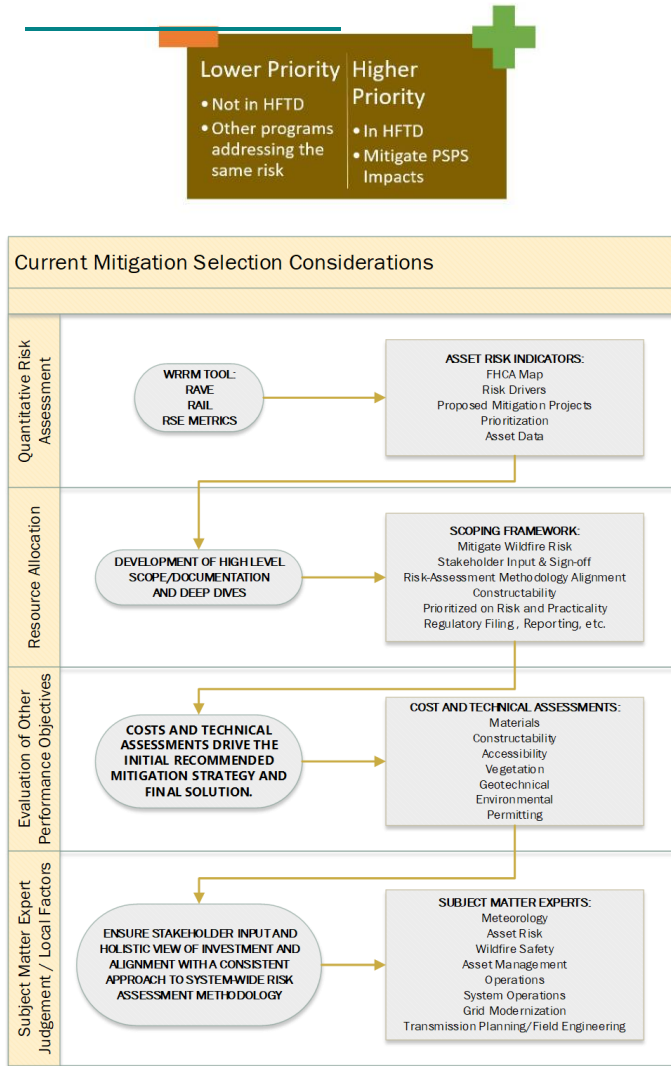 Lower Priority
• Not in HFTD
• Other programs
addressing the
same risk
Higher
Priority
• In HFTD
• Mitigate PSPS
Impacts
Current Mitigation Selection Considerations
Quantitative Risk
Assessment
WRRM TOOL:
RAVE
RAIL
RSE METRICS
ASSET RISK INDICATORS:
FHCA Map
Risk Drivers
Proposed Mitigation Projects
Prioritization
Asset Data
Resource Allocation
DEVELOPMENT OF HIGH LEVEL
SCOPE/DOCUMENTATION
AND DEEP DIVES
SCOPING FRAMEWORK:
Mitigate Wildfire Risk
Stakeholder Input & Sign-off
Risk-Assessment Methodology Alignment
Constructability
Prioritized on Risk and Practicality
Regulatory Filing , Reporting, etc.
Evaluation of Other
Performance Objectives
COSTS AND TECHNICAL
ASSESSMENTS DRIVE THE
INITIAL RECOMMENDED
MITIGATION STRATEGY AND
FINAL SOLUTION.
COST AND TECHNICAL ASSESSMENTS:
Materials
Constructability
Accessibility
Vegetation
Geotechnical
Environmental
Permitting
Subject Matter Expert
Judgement / Local Factors
ENSURE STAKEHOLDER INPUT AND
HOLISTIC VIEW OF INVESTMENT AND
ALIGNMENT WITH A CONSISTENT
APPROACH TO SYSTEM-WIDE RISK
ASSESSMENT METHODOLOGY
SUBJECT MATTER EXPERTS:
Meteorology
Asset Risk
Wildfire Safety
Asset Management
Operations
System Operations
Grid Modernization
Transmission Planning/Field Engineering